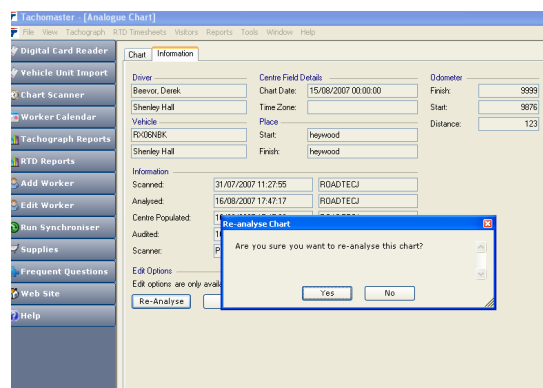 Tachomaster - [Analogue Chart]
File View Tachograph RTD Timesheets Visitors Reports Tools Window Help
Digital Card Reader
Vehicle Unit Import
Chart Scanner
Worker Calendar
Tachograph Reports
RTD Reports
Add Worker
Edit Worker
Run Synchroniser
Supplies
Frequent Questions
Web Site
Help
Chart Information
Driver
Beevor, Derek
Shenley Hall
Vehicle
RX06NBK
Shenley Hall
Centre Field Details
Chart Date: 15/08/2007 00:00:00
Time Zone:
Place
Start: heywood
Finish: heywood
Odometer
Finish: 9999
Start: 9876
Distance: 123
Information
Scanned: 31/07/2007 11:27:55 ROADTECJ
Analysed: 16/08/2007 17:47:17 ROADTECJ
Centre Populated:
Audited:
Scanner:
Edit Options
Edit options are only
Re-Analyse
Re-analyse Chart
Are you sure you want to re-analyse this chart?
Yes No